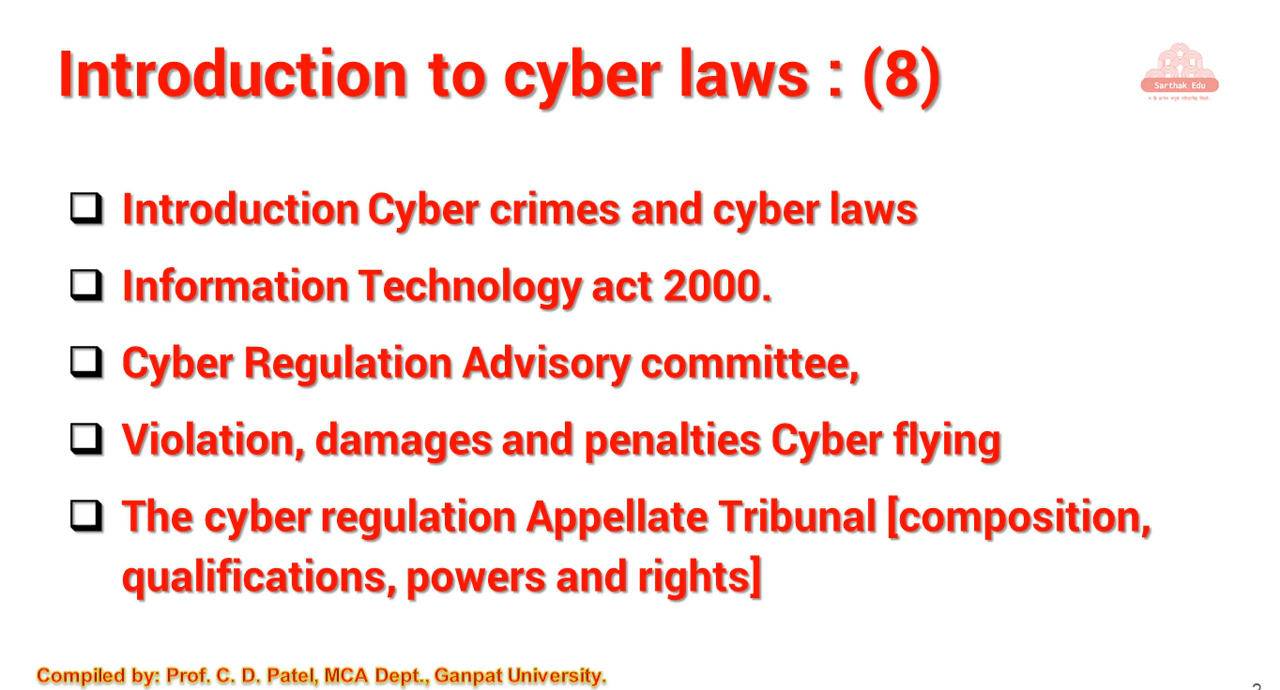 Introduction to cyber laws : (8)
Sarthak Edu
Introduction Cyber crimes and cyber laws
Information Technology act 2000.
Cyber Regulation Advisory committee,
Violation, damages and penalties Cyber flying
The cyber regulation Appellate Tribunal [composition,
qualifications, powers and rights]
Compiled by: Prof. C. D. Patel, MCA Dept., Ganpat University.